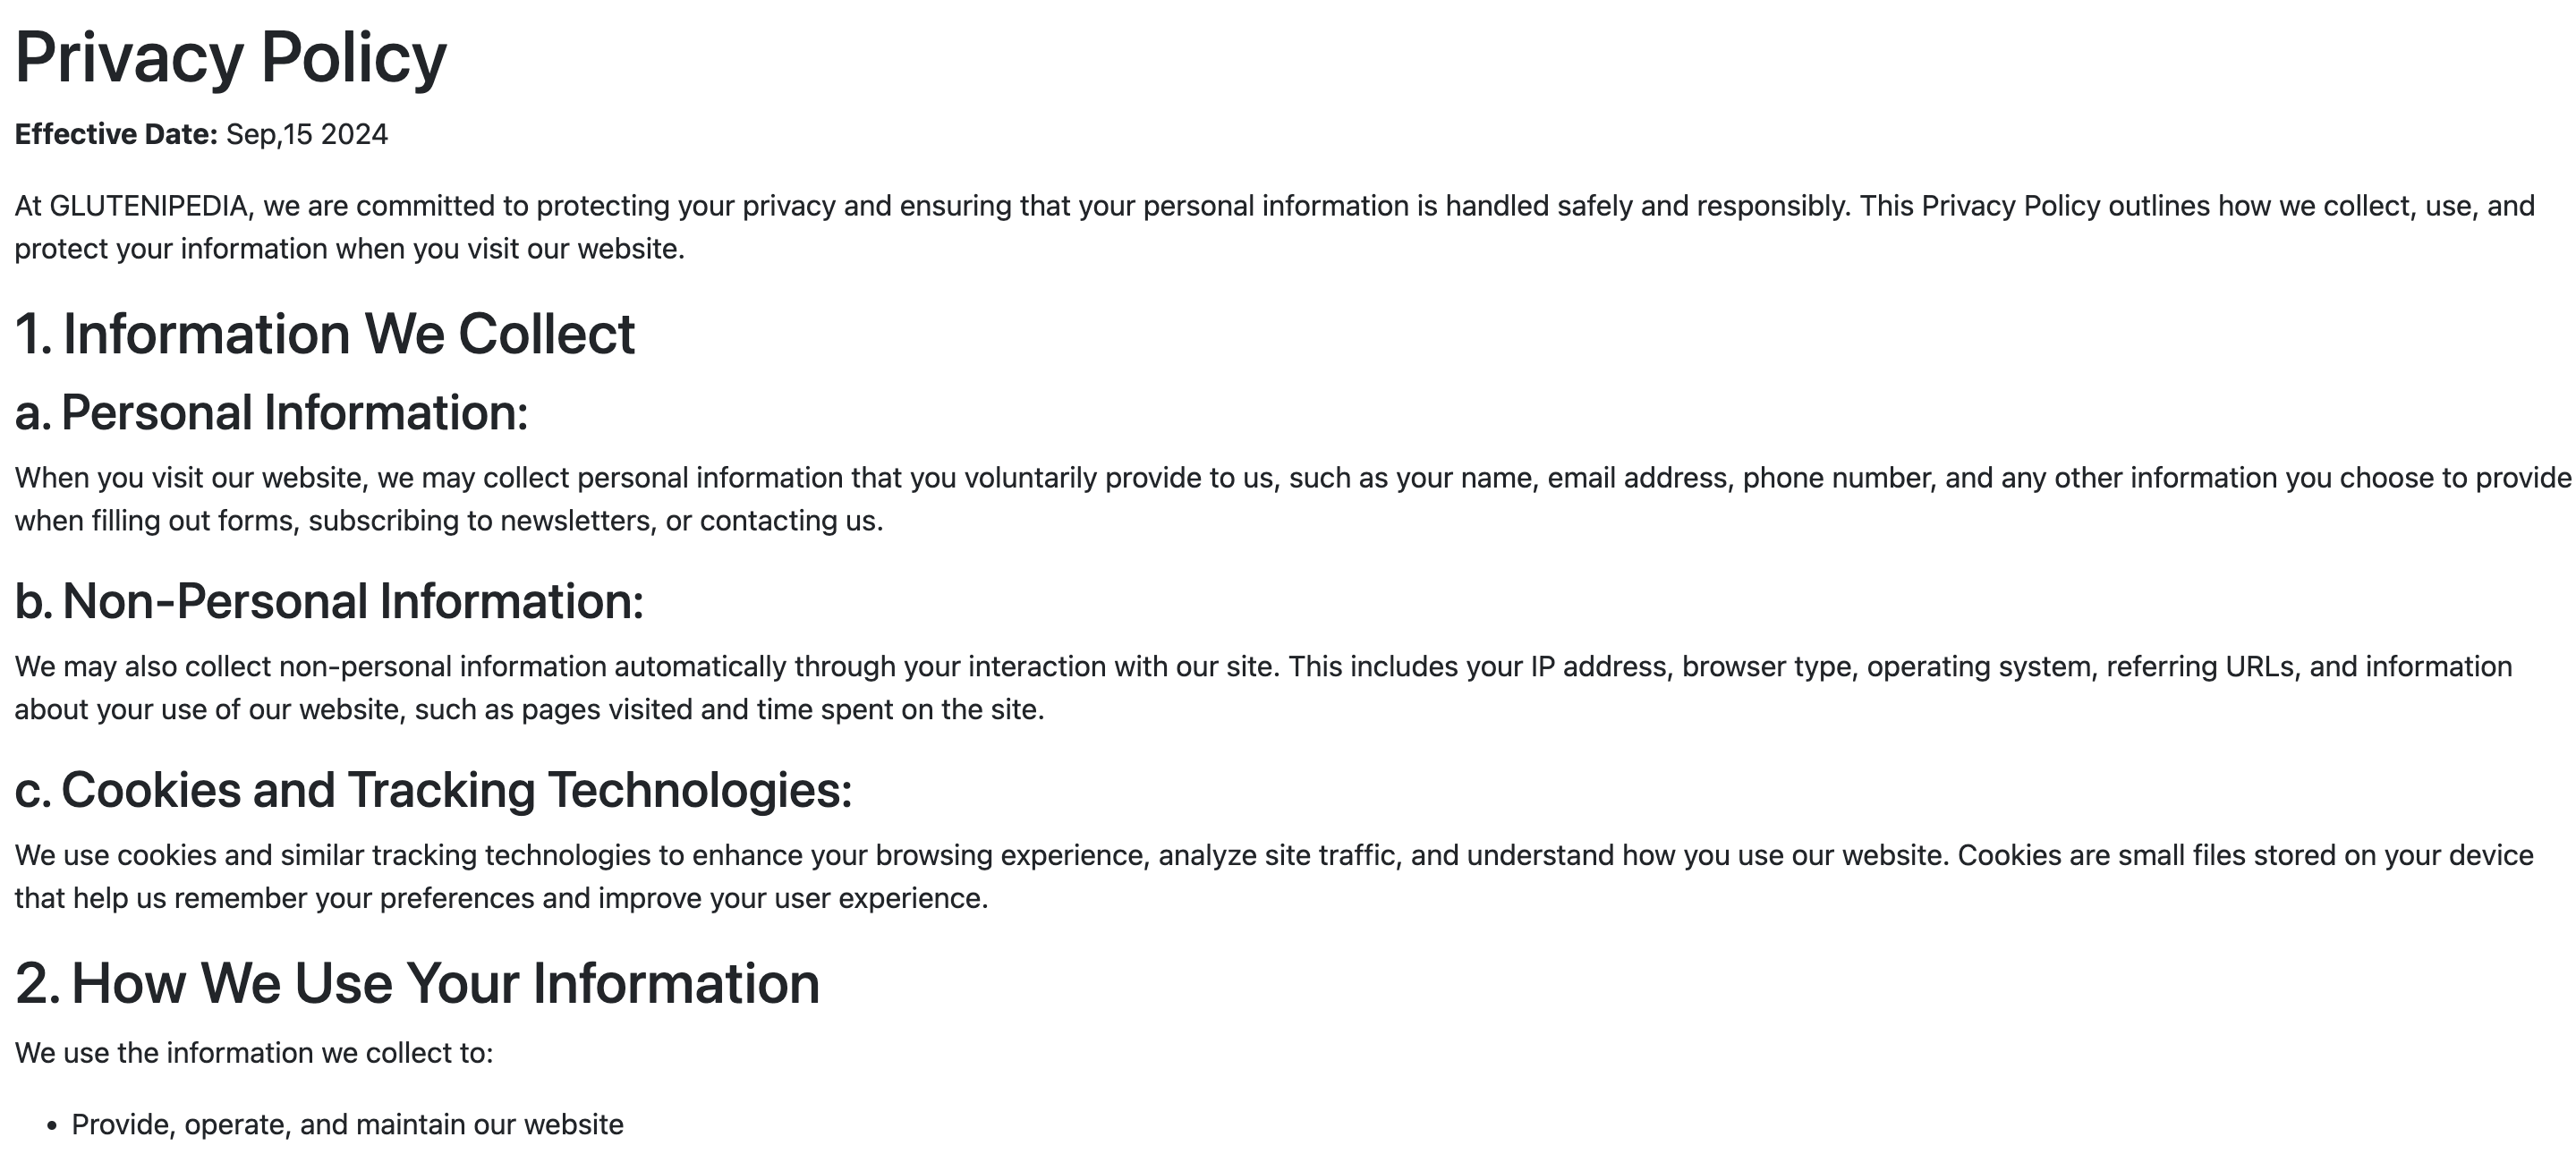 Privacy Policy
Effective Date: Sep,15 2024
At GLUTENIPEDIA, we are committed to protecting your privacy and ensuring that your personal information is handled safely and responsibly. This Privacy Policy outlines how we collect, use, and
protect your information when you visit our website.
1. Information We Collect
a. Personal Information:
When you visit our website, we may collect personal information that you voluntarily provide to us, such as your name, email address, phone number, and any other information you choose to provide
when filling out forms, subscribing to newsletters, or contacting us.
b. Non-Personal Information:
We may also collect non-personal information automatically through your interaction with our site. This includes your IP address, browser type, operating system, referring URLs, and information
about your use of our website, such as pages visited and time spent on the site.
c. Cookies and Tracking Technologies:
We use cookies and similar tracking technologies to enhance your browsing experience, analyze site traffic, and understand how you use our website. Cookies are small files stored on your device
that help us remember your preferences and improve your user experience.
2. How We Use Your Information
We use the information we collect to:
• Provide, operate, and maintain our website